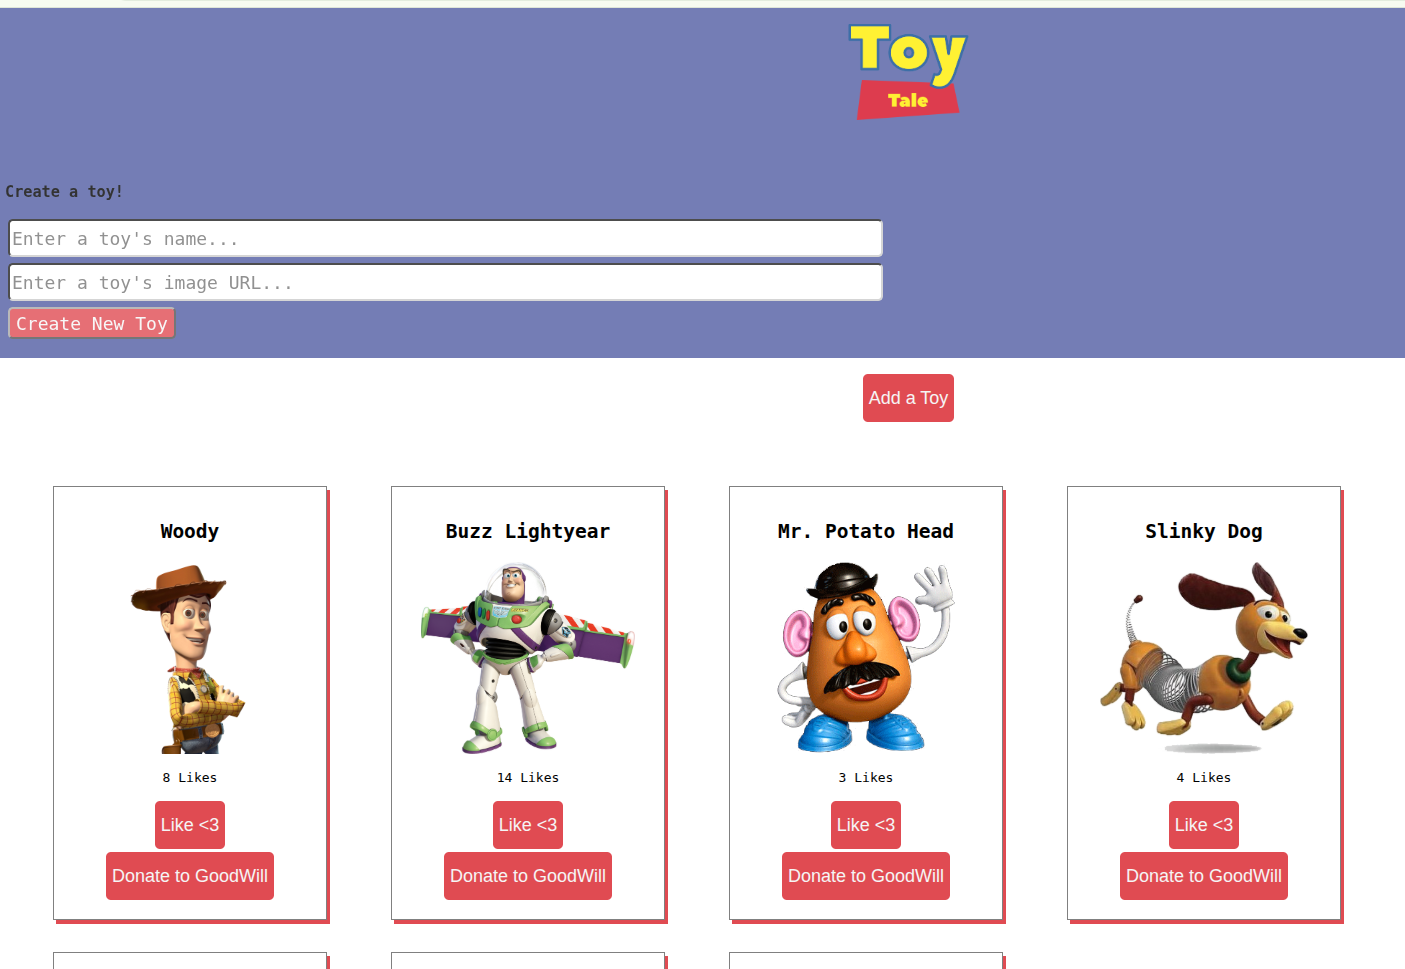 Toy
Tale
Create a toy!
Enter a toy's name...
Enter a toy's image URL...
Create New Toy
Add a Toy
Woody
Buzz Lightyear
Mr. Potato Head
Slinky Dog
8 Likes
14 Likes
3 Likes
4 Likes
Like <3
Like <3
Like <3
Like <3
Donate to GoodWill
Donate to GoodWill
Donate to GoodWill
Donate to GoodWill